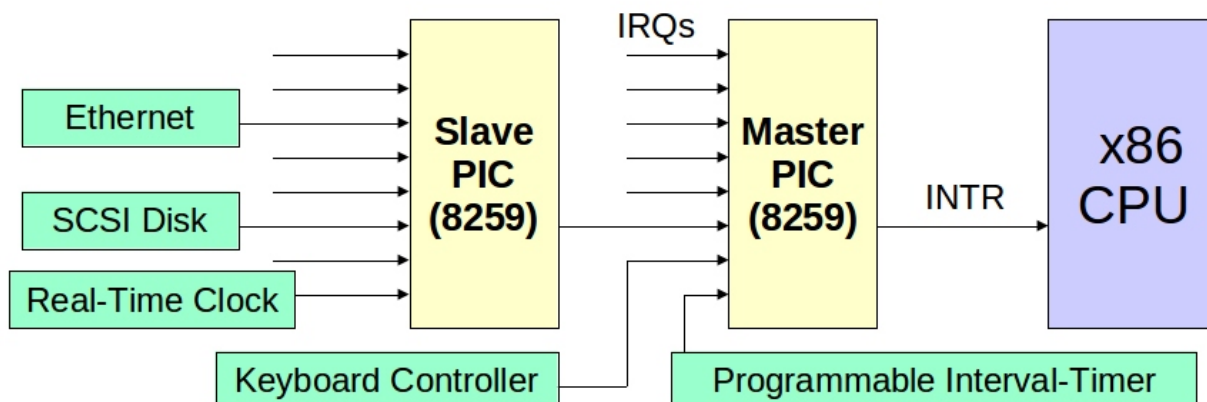 IRQs
Ethernet
SCSI Disk
Real-Time Clock
Slave
PIC
(8259)
Master
PIC
(8259)
INTR
x86
CPU
Keyboard Controller
Programmable Interval-Timer